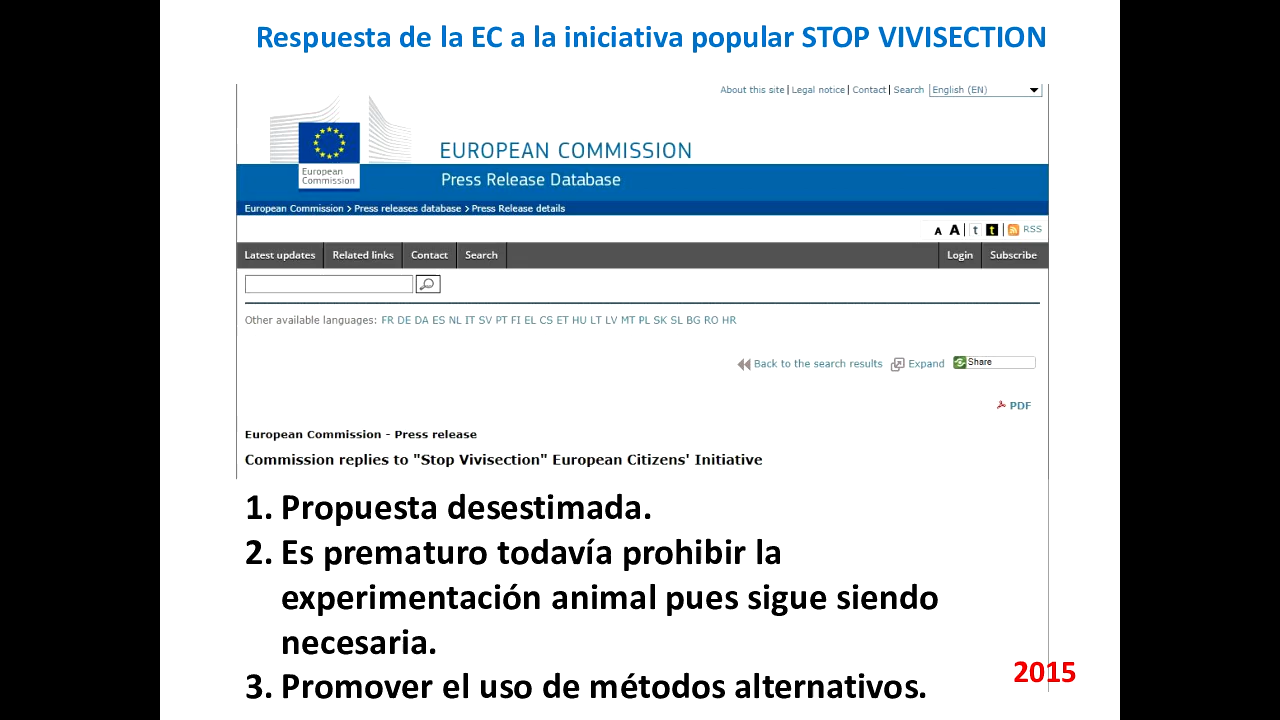 Respuesta de la EC a la iniciativa popular STOP VIVISECTION
About this site | Legal notice | Contact | Search English (EN)
EUROPEAN COMMISSION
European
Commission
Press Release Database
European Commission > Press releases database > Press Release details
A A | t t | RSS
Latest updates Related links Contact Search Login Subscribe
Other available languages: FR DE DA ES NL IT SV PT FI EL CS ET HU LT LV MT PL SK SL BG RO HR
Back to the search results Expand Share
PDF
European Commission - Press release
Commission replies to "Stop Vivisection" European Citizens' Initiative
1. Propuesta desestimada.
2. Es prematuro todavía prohibir la
experimentación animal pues sigue siendo
necesaria.
3. Promover el uso de métodos alternativos.
2015